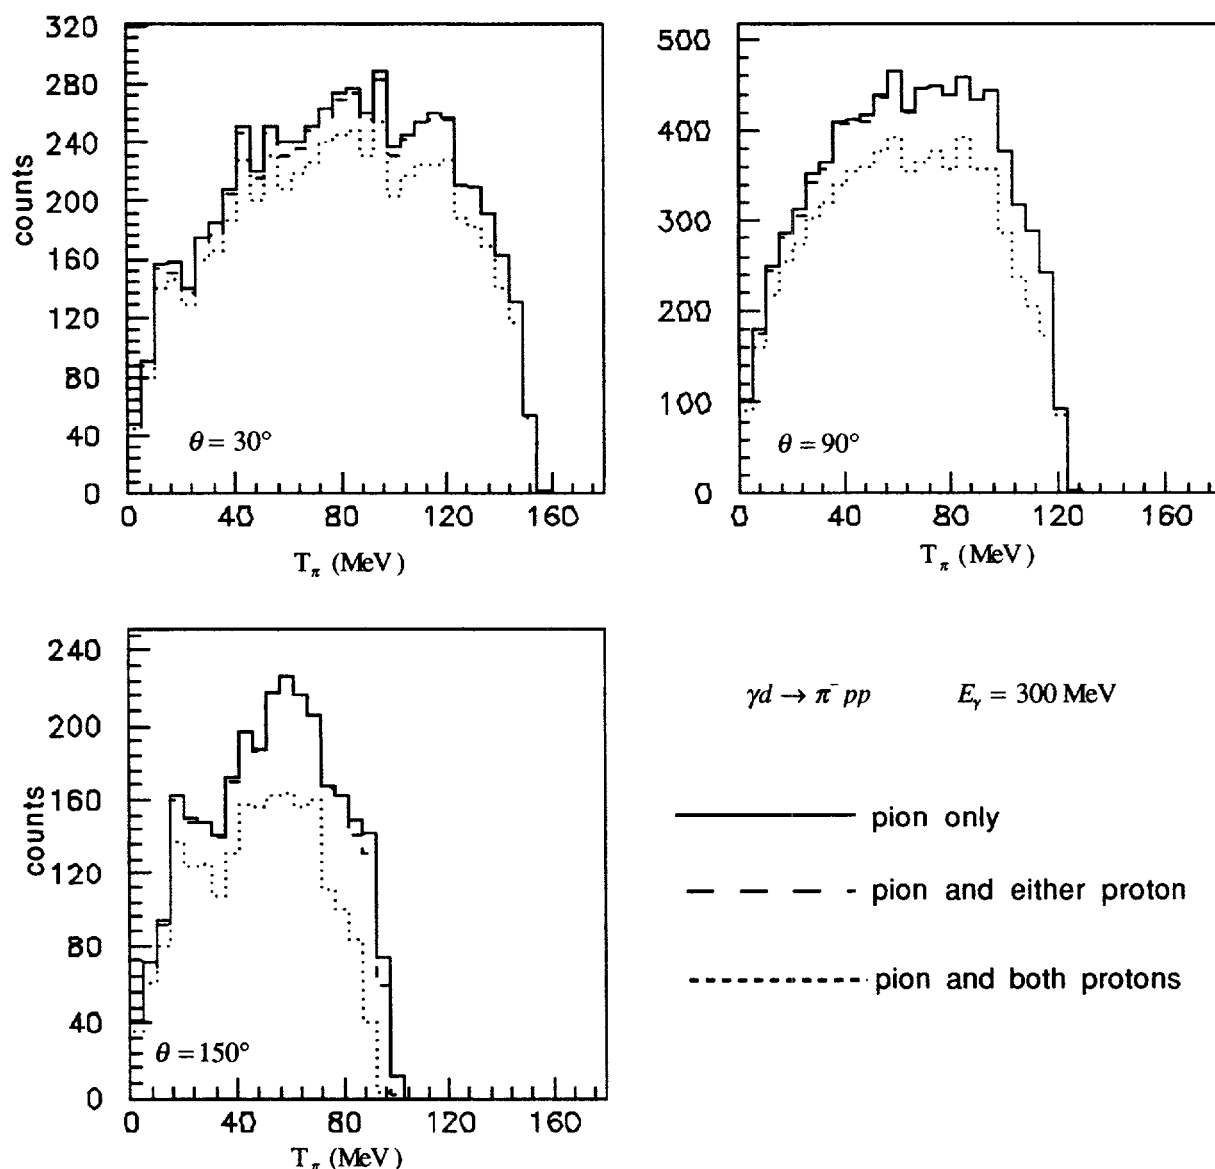 320
280
240
200
160
120
80
40
0
counts
θ = 30°
0 40 80 120 160
T_π (MeV)
500
400
300
200
100
0
θ = 90°
0 40 80 120 160
T_π (MeV)
240
200
160
120
80
40
0
counts
θ = 150°
0 40 80 120 160
T_π (MeV)
γd → π⁻pp E_γ = 300 MeV
pion only
pion and either proton
pion and both protons